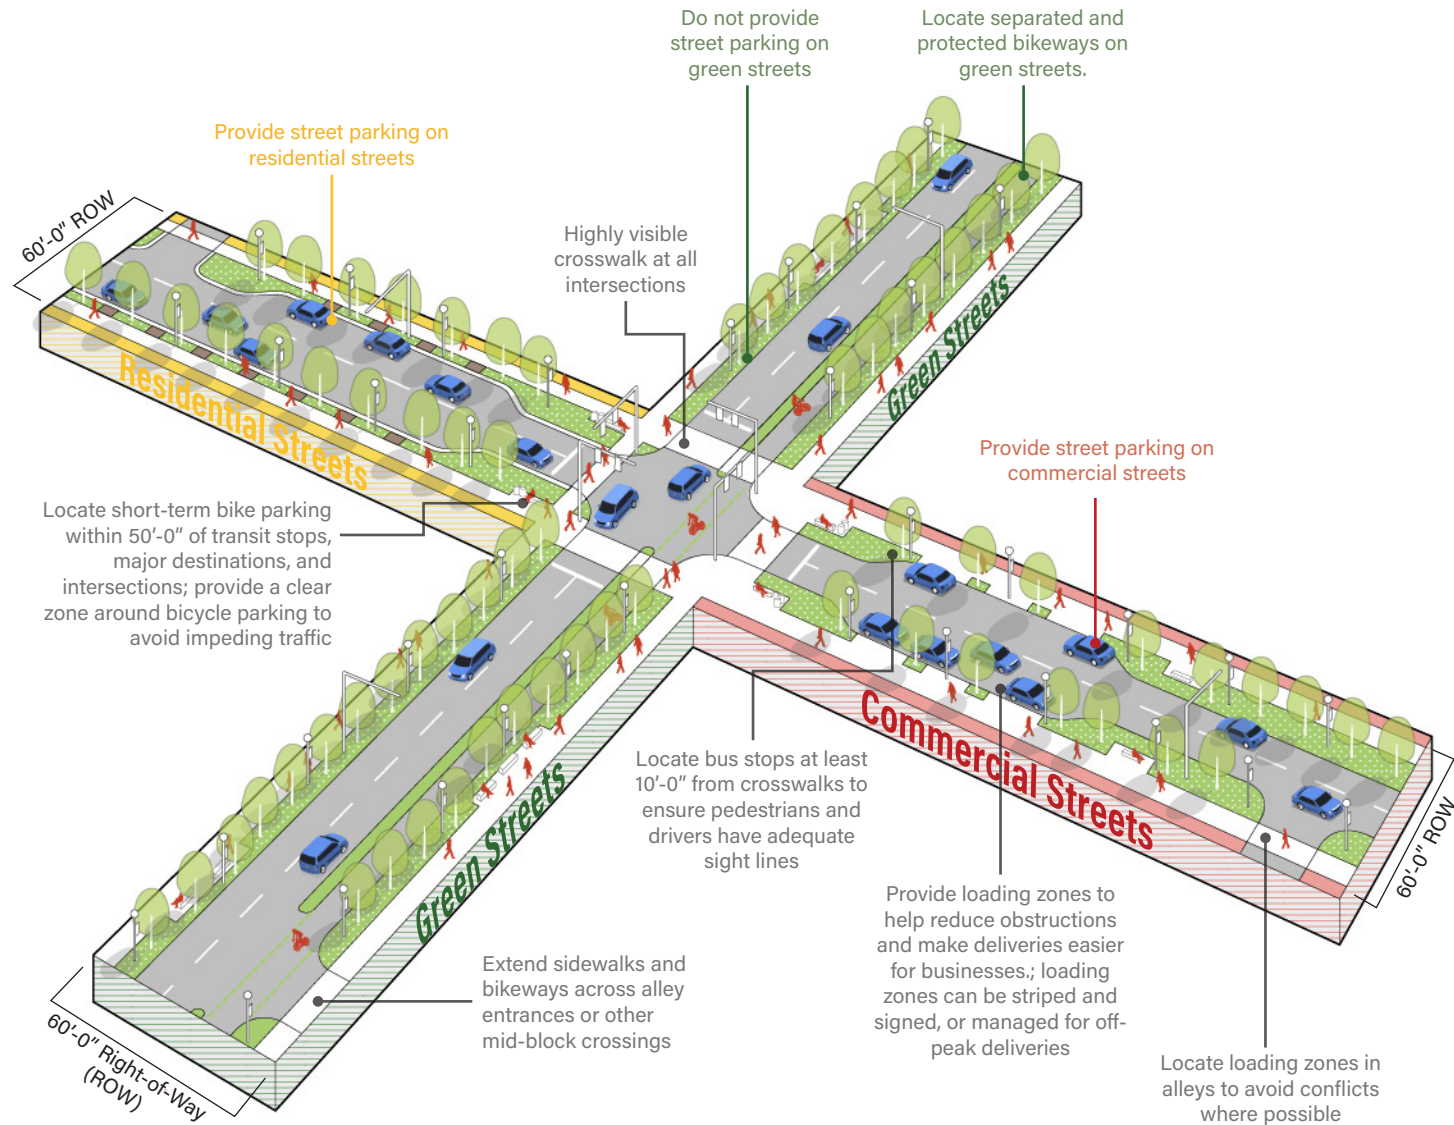 Do not provide
street parking on
green streets
Locate separated and
protected bikeways on
green streets.
Provide street parking on
residential streets
60′-0″ ROW
Highly visible
crosswalk at all
intersections
Green Streets
Residential Streets
Provide street parking on
commercial streets
Locate short-term bike parking
within 50′-0″ of transit stops,
major destinations, and
intersections; provide a clear
zone around bicycle parking to
avoid impeding traffic
Commercial Streets
Locate bus stops at least
10′-0″ from crosswalks to
ensure pedestrians and
drivers have adequate
sight lines
60′-0″ ROW
Green Streets
Provide loading zones to
help reduce obstructions
and make deliveries easier
for businesses.; loading
zones can be striped and
signed, or managed for off-
peak deliveries
Extend sidewalks and
bikeways across alley
entrances or other
mid-block crossings
60′-0″ Right-of-Way
(ROW)
Locate loading zones in
alleys to avoid conflicts
where possible